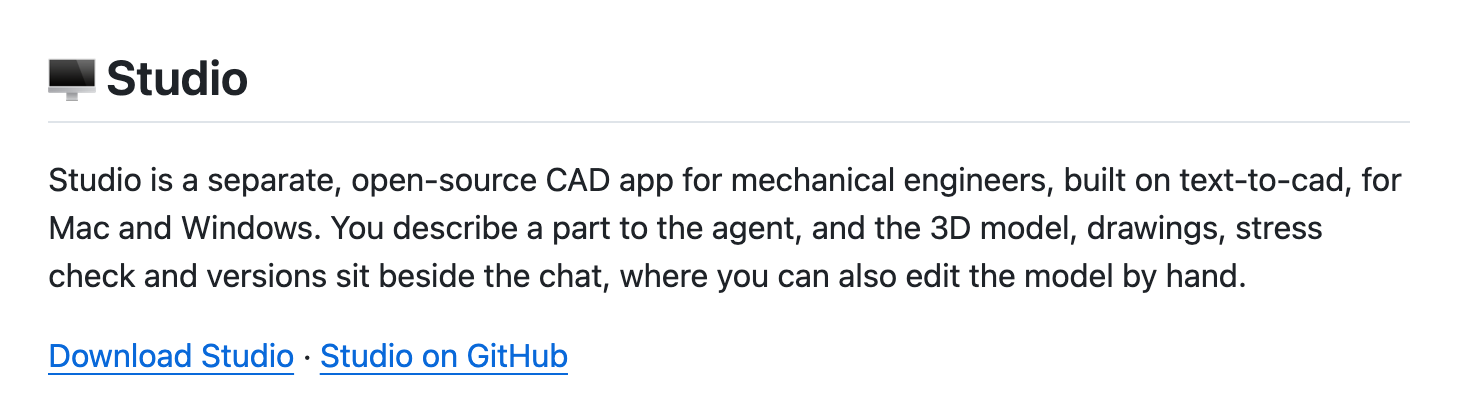 Studio
Studio is a separate, open-source CAD app for mechanical engineers, built on text-to-cad, for
Mac and Windows. You describe a part to the agent, and the 3D model, drawings, stress
check and versions sit beside the chat, where you can also edit the model by hand.
Download Studio · Studio on GitHub